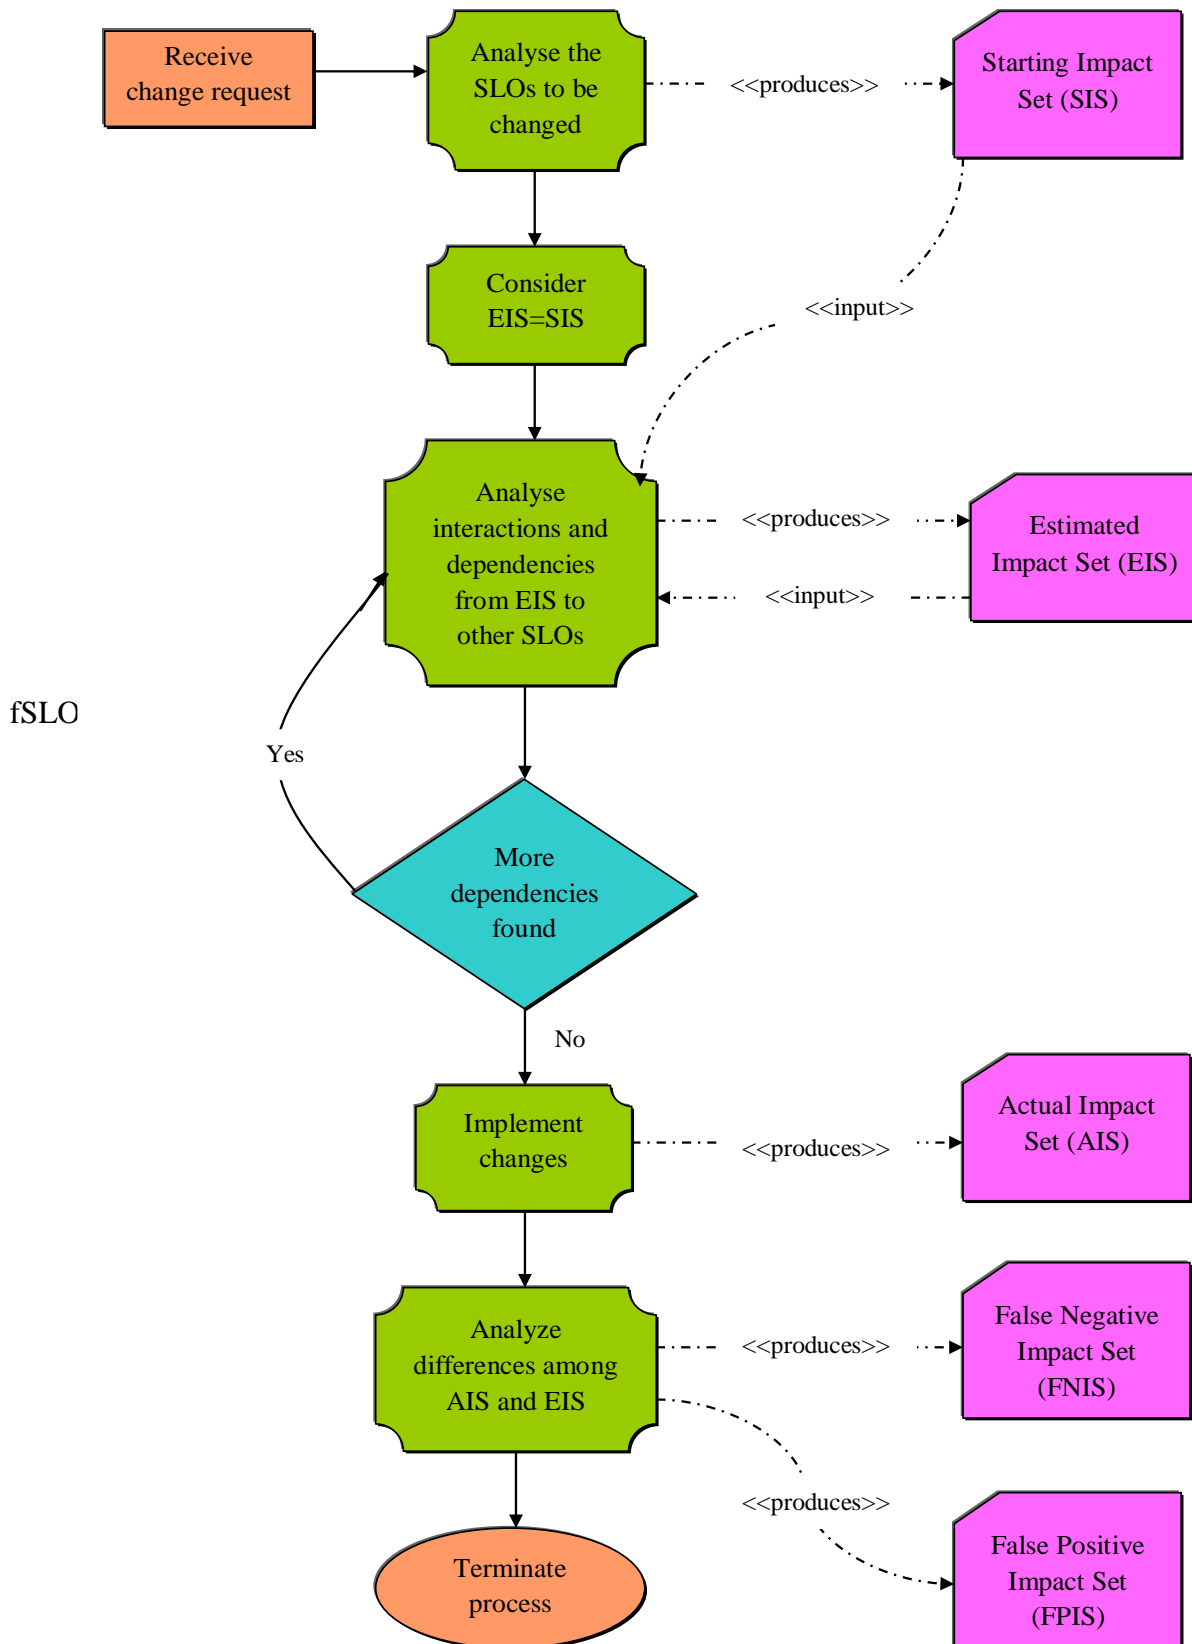 Receive
change request
Analyse the
SLOs to be
changed
<<produces>>
Starting Impact
Set (SIS)
Consider
EIS=SIS
<<input>>
Analyse
interactions and
dependencies
from EIS to
other SLOs
<<produces>>
<<input>>
Estimated
Impact Set (EIS)
fSLO
Yes
More
dependencies
found
No
Implement
changes
<<produces>>
Actual Impact
Set (AIS)
Analyze
differences among
AIS and EIS
<<produces>>
False Negative
Impact Set
(FNIS)
<<produces>>
False Positive
Impact Set
(FPIS)
Terminate
process